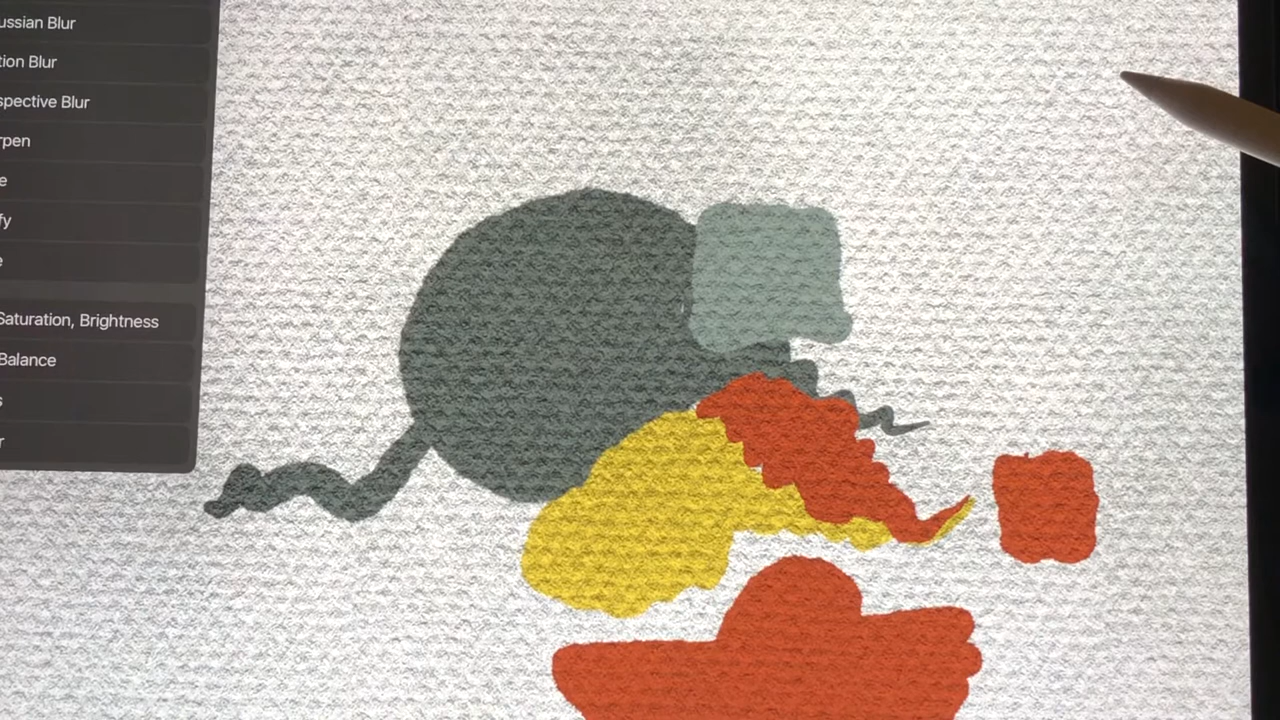 ussian Blur
tion Blur
spective Blur
rpen
e
fy
e
Saturation, Brightness
Balance
s
r